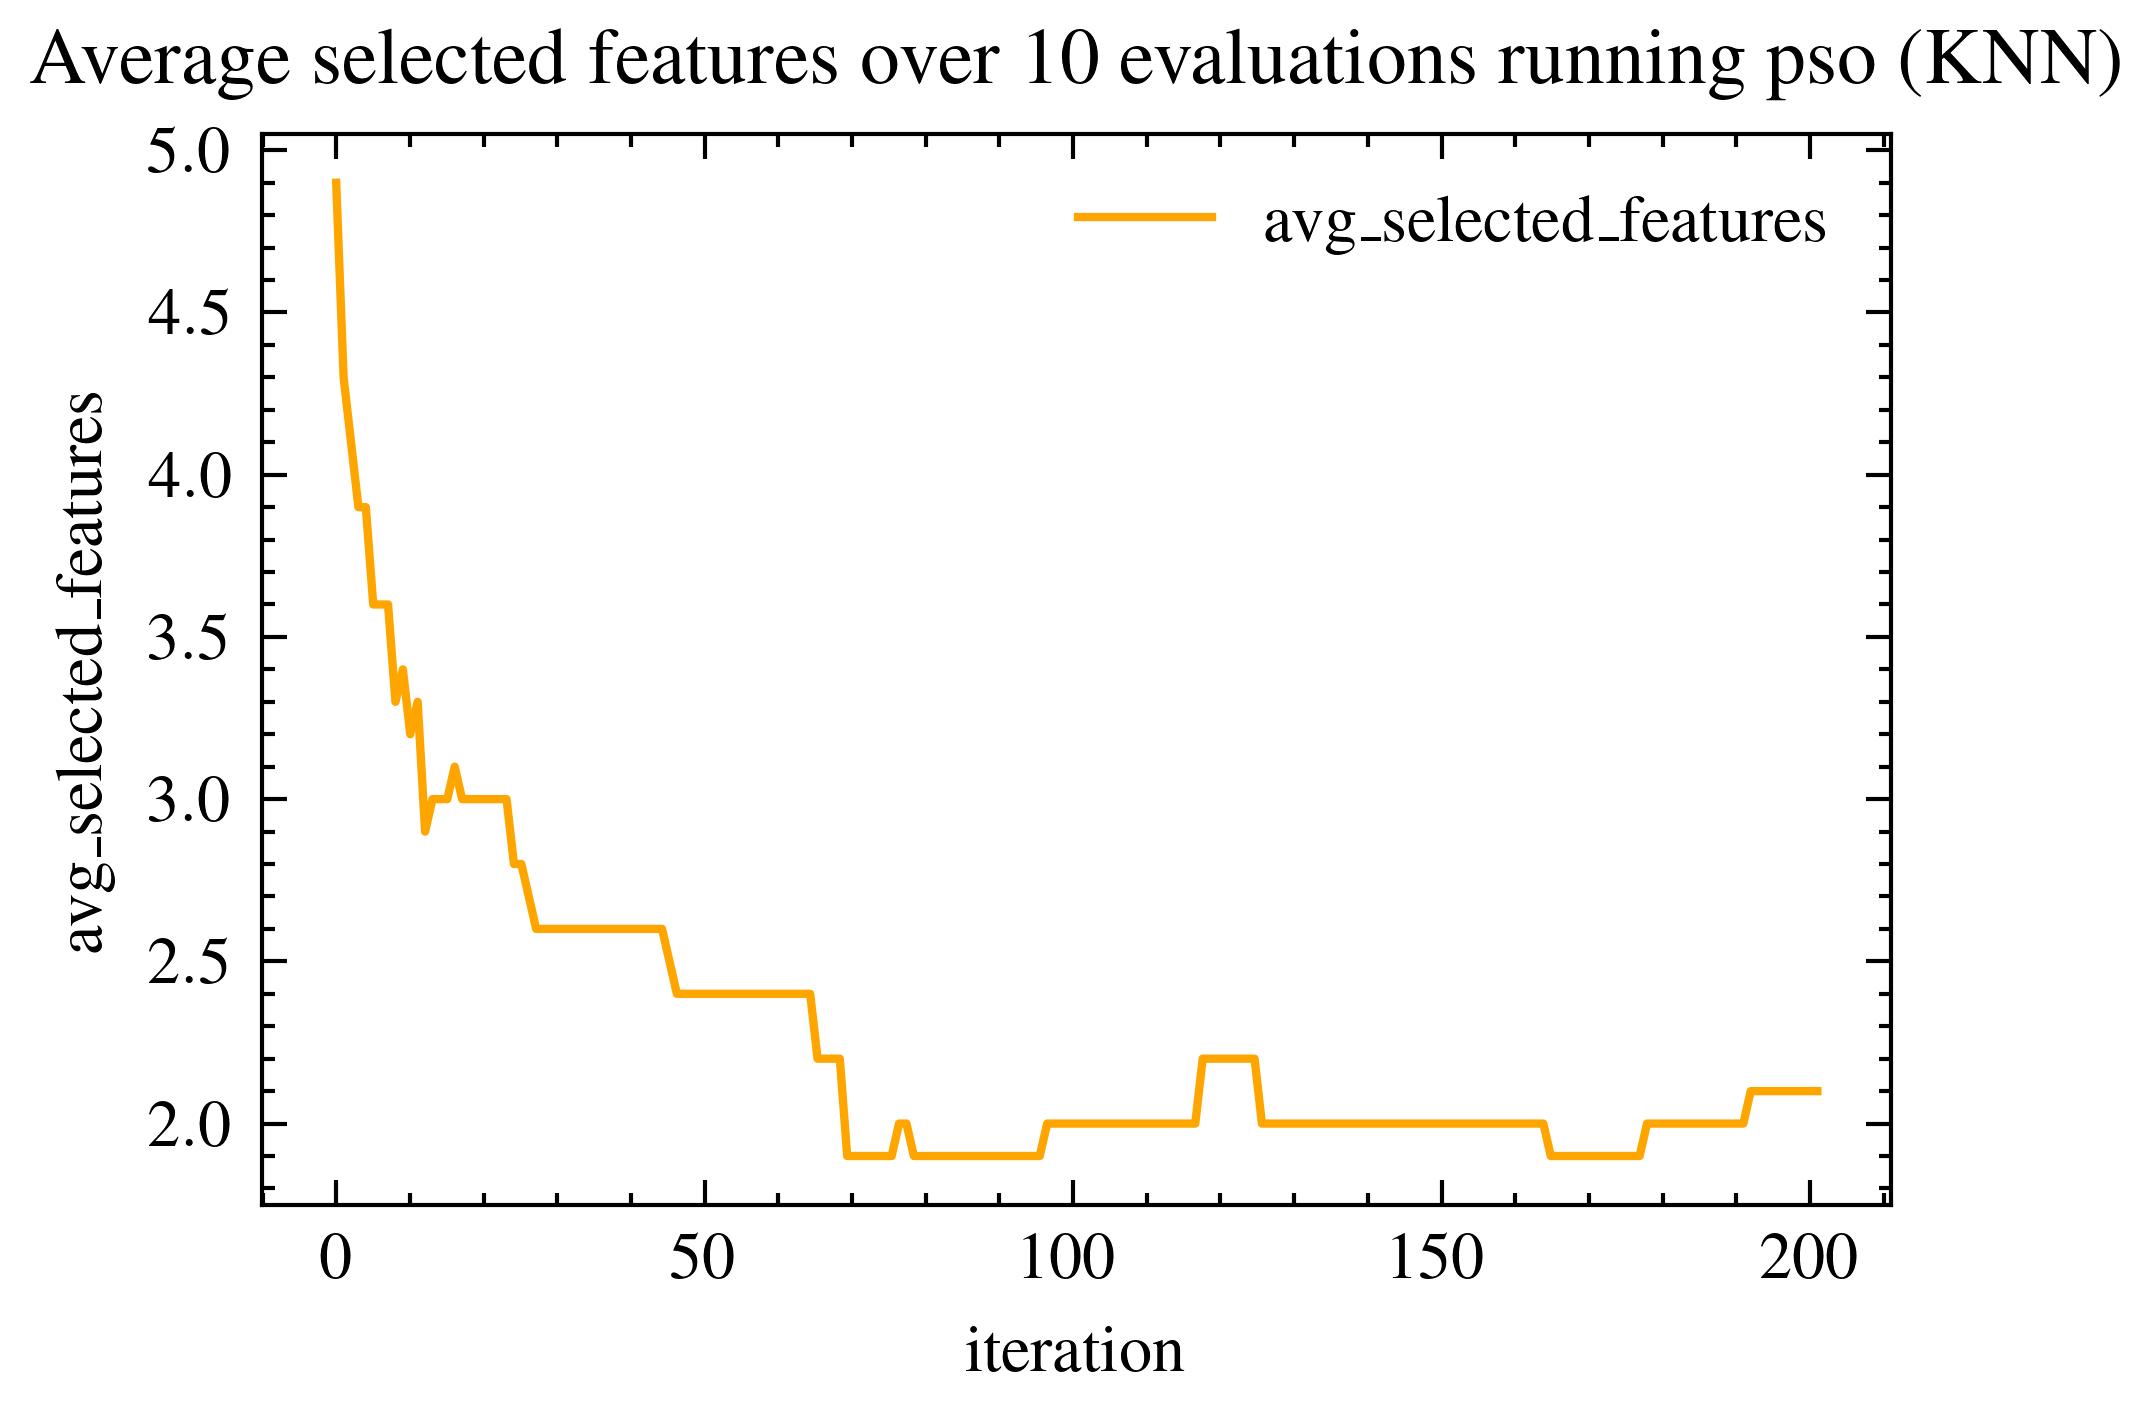 Average selected features over 10 evaluations running pso (KNN)
avg_selected_features
5.0
4.5
4.0
3.5
3.0
2.5
2.0
avg_selected_features
0 50 100 150 200
iteration